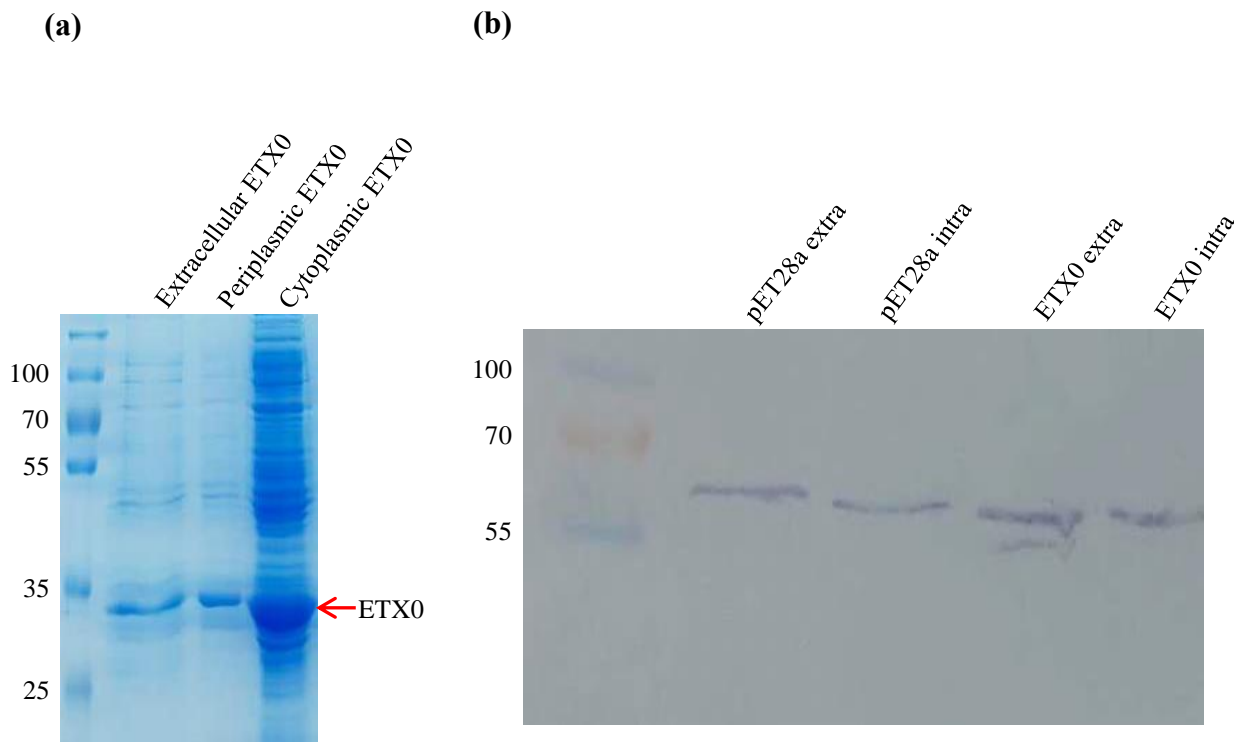 (a)
Extracellular ETX0
Periplasmic ETX0
Cytoplasmic ETX0
100
70
55
35
25
ETX0
(b)
pET28a extra
pET28a intra
ETX0 extra
ETX0 intra
100
70
55